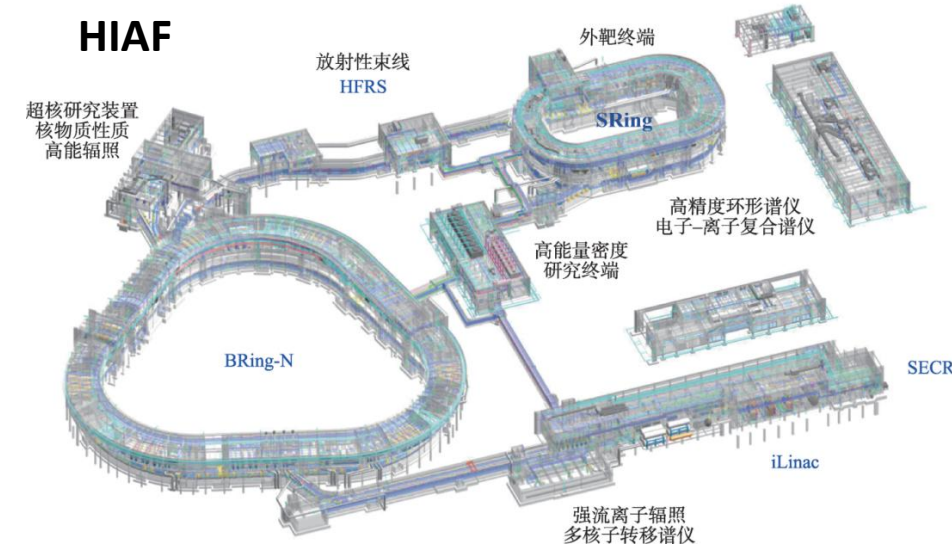 HIAF
外靶终端
放射性束线
HFRS
超核研究装置
核物质性质
高能辐照
SRing
高精度环形谱仪
电子–离子复合谱仪
高能量密度
研究终端
BRing-N
SECR
iLinac
强流离子辐照
多核子转移谱仪